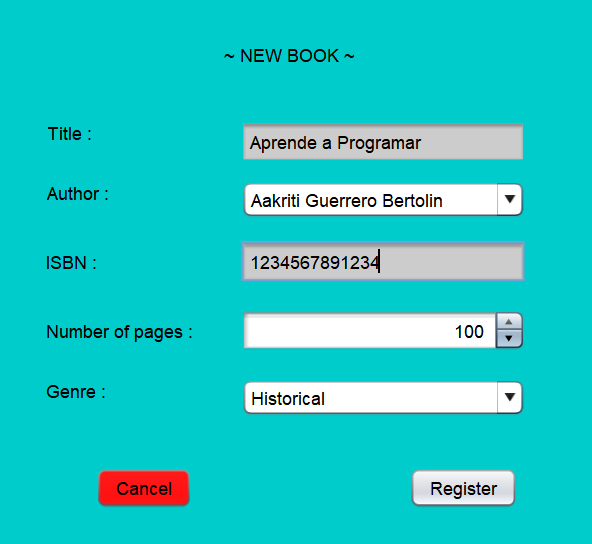 ~ NEW BOOK ~
Title : Aprende a Programar
Author : Aakriti Guerrero Bertolin
ISBN : 1234567891234
Number of pages : 100
Genre : Historical
Cancel Register